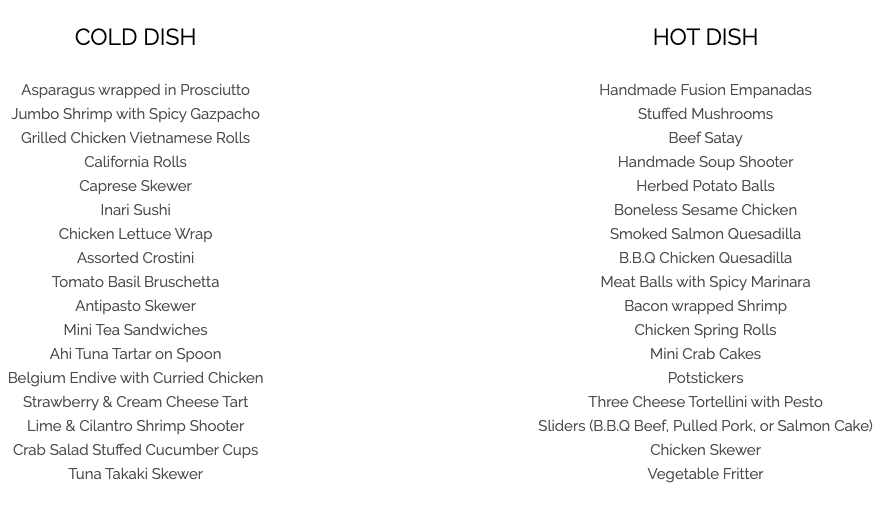 COLD DISH
Asparagus wrapped in Prosciutto
Jumbo Shrimp with Spicy Gazpacho
Grilled Chicken Vietnamese Rolls
California Rolls
Caprese Skewer
Inari Sushi
Chicken Lettuce Wrap
Assorted Crostini
Tomato Basil Bruschetta
Antipasto Skewer
Mini Tea Sandwiches
Ahi Tuna Tartar on Spoon
Belgium Endive with Curried Chicken
Strawberry & Cream Cheese Tart
Lime & Cilantro Shrimp Shooter
Crab Salad Stuffed Cucumber Cups
Tuna Takaki Skewer
HOT DISH
Handmade Fusion Empanadas
Stuffed Mushrooms
Beef Satay
Handmade Soup Shooter
Herbed Potato Balls
Boneless Sesame Chicken
Smoked Salmon Quesadilla
B.B.Q Chicken Quesadilla
Meat Balls with Spicy Marinara
Bacon wrapped Shrimp
Chicken Spring Rolls
Mini Crab Cakes
Potstickers
Three Cheese Tortellini with Pesto
Sliders (B.B.Q Beef, Pulled Pork, or Salmon Cake)
Chicken Skewer
Vegetable Fritter